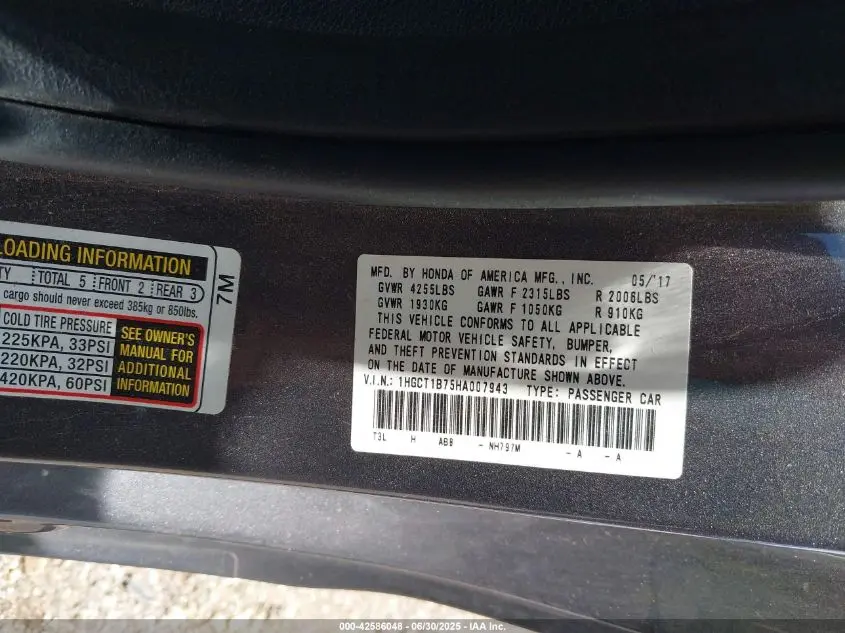 LOADING INFORMATION
TOTAL 5 FRONT 2 REAR 3
cargo should never exceed 385kg or 850lbs.
COLD TIRE PRESSURE
225KPA, 33PSI
220KPA, 32PSI
420KPA, 60PSI
SEE OWNER'S
MANUAL FOR
ADDITIONAL
INFORMATION
7M
MFD. BY HONDA OF AMERICA MFG., INC. 05/'17
GVWR 4255LBS GAWR F 2315LBS R 2006LBS
GVWR 1930KG GAWR F 1050KG R 910KG
THIS VEHICLE CONFORMS TO ALL APPLICABLE
FEDERAL MOTOR VEHICLE SAFETY, BUMPER,
AND THEFT PREVENTION STANDARDS IN EFFECT
ON THE DATE OF MANUFACTURE SHOWN ABOVE.
V.I.N.: 1HGCT1B75HA007943 TYPE: PASSENGER CAR
T3L H ABB - NH797M - A - A
000-42586048 - 06/30/2025 - IAA Inc.